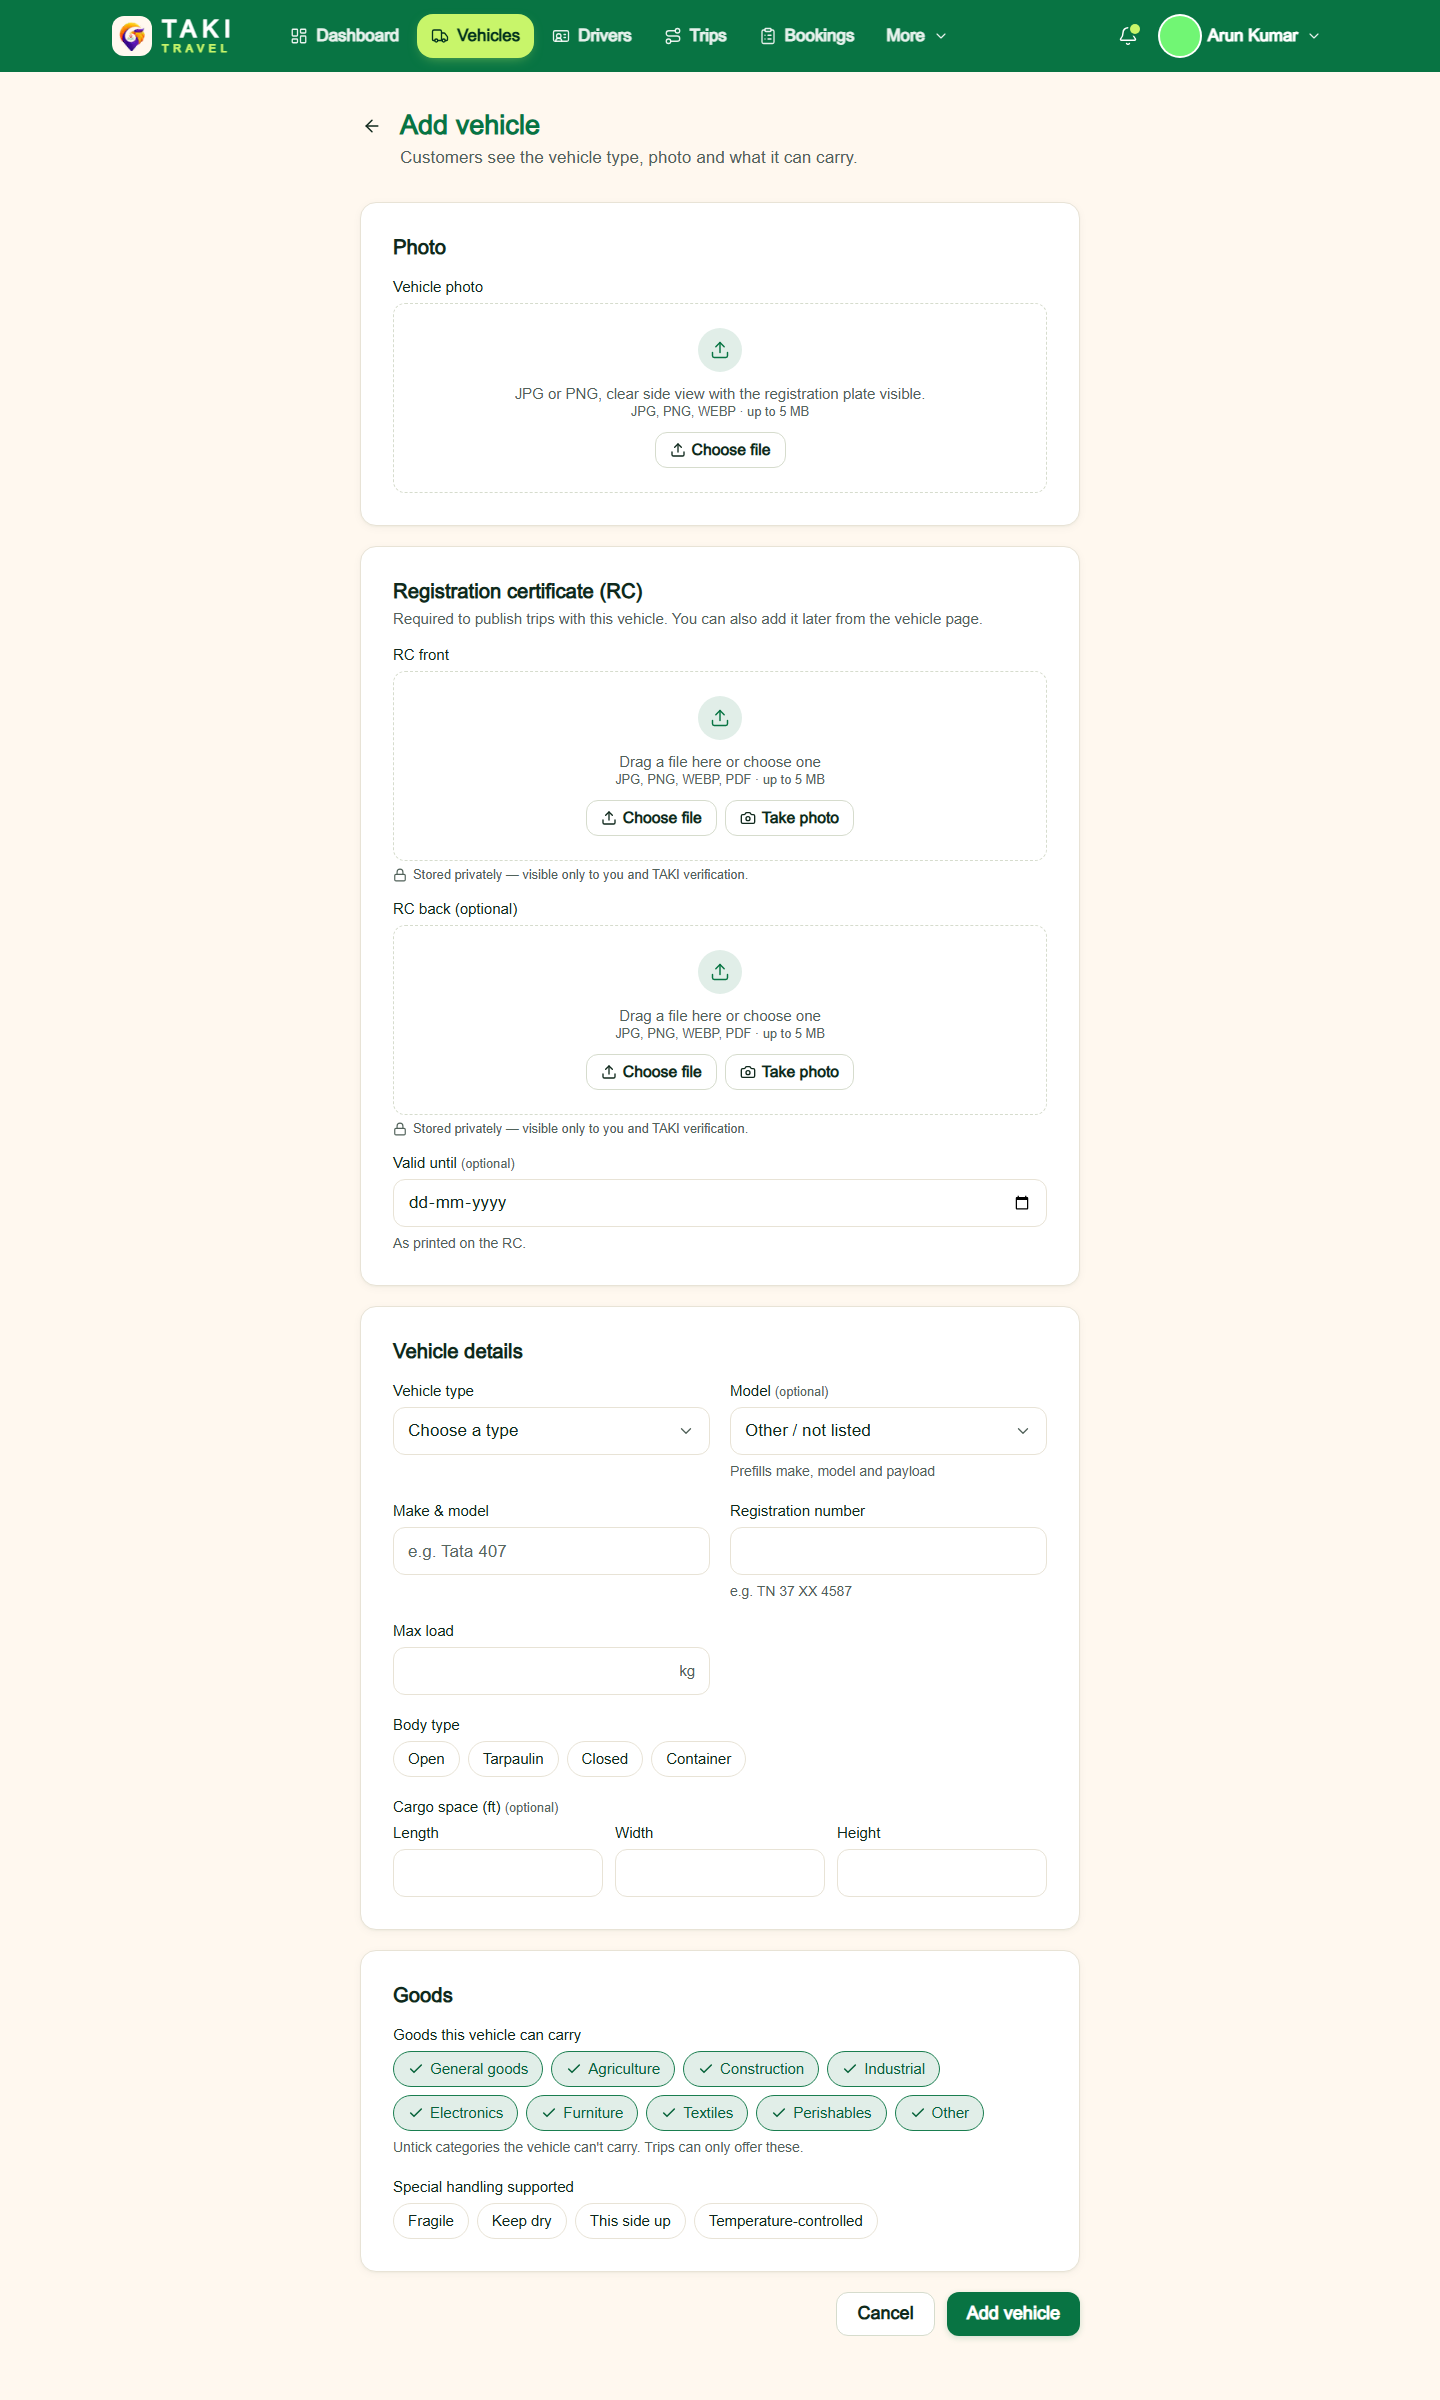 TAKI
TRAVEL
Dashboard
Vehicles
Drivers
Trips
Bookings
More
Arun Kumar
Add vehicle
Customers see the vehicle type, photo and what it can carry.
Photo
Vehicle photo
JPG or PNG, clear side view with the registration plate visible.
JPG, PNG, WEBP · up to 5 MB
Choose file
Registration certificate (RC)
Required to publish trips with this vehicle. You can also add it later from the vehicle page.
RC front
Drag a file here or choose one
JPG, PNG, WEBP, PDF · up to 5 MB
Choose file
Take photo
Stored privately — visible only to you and TAKI verification.
RC back (optional)
Drag a file here or choose one
JPG, PNG, WEBP, PDF · up to 5 MB
Choose file
Take photo
Stored privately — visible only to you and TAKI verification.
Valid until (optional)
dd-mm-yyyy
As printed on the RC.
Vehicle details
Vehicle type
Model (optional)
Choose a type
Other / not listed
Prefills make, model and payload
Make & model
Registration number
e.g. Tata 407
e.g. TN 37 XX 4587
Max load
kg
Body type
Open
Tarpaulin
Closed
Container
Cargo space (ft) (optional)
Length
Width
Height
Goods
Goods this vehicle can carry
General goods
Agriculture
Construction
Industrial
Electronics
Furniture
Textiles
Perishables
Other
Untick categories the vehicle can't carry. Trips can only offer these.
Special handling supported
Fragile
Keep dry
This side up
Temperature-controlled
Cancel
Add vehicle